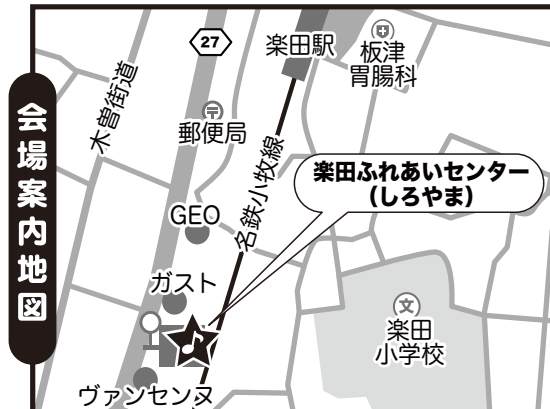 会場案内地図
27
楽田駅
板津
胃腸科
木曽街道
〒
郵便局
名鉄小牧線
楽田ふれあいセンター
(しろやま)
GEO
ガスト
文
楽田
小学校
ヴァンセンヌ